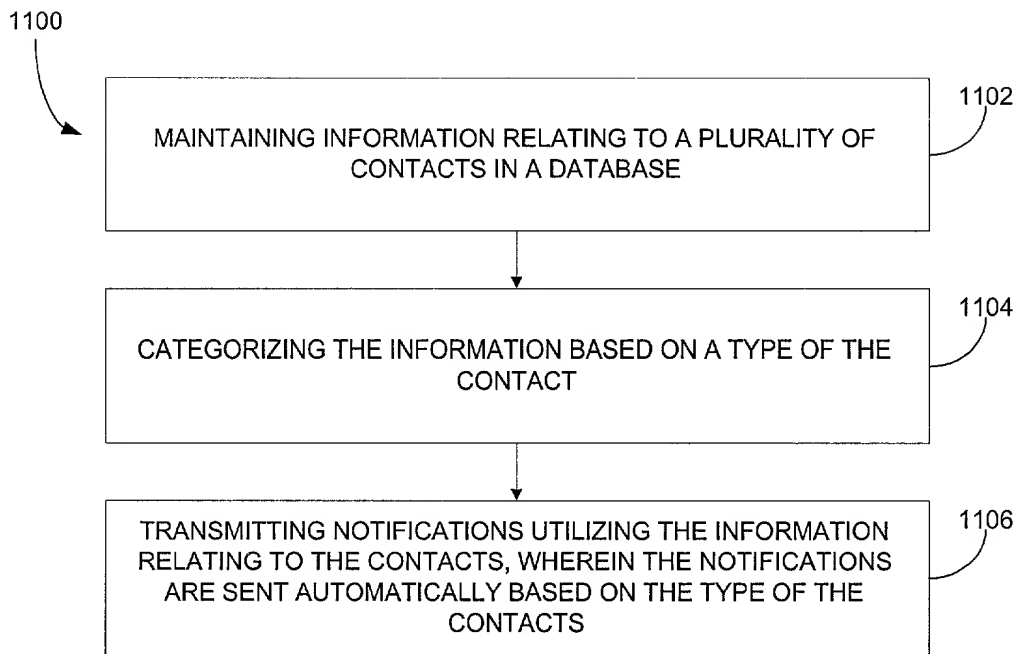 1100
1102
MAINTAINING INFORMATION RELATING TO A PLURALITY OF
CONTACTS IN A DATABASE
1104
CATEGORIZING THE INFORMATION BASED ON A TYPE OF THE
CONTACT
1106
TRANSMITTING NOTIFICATIONS UTILIZING THE INFORMATION
RELATING TO THE CONTACTS, WHEREIN THE NOTIFICATIONS
ARE SENT AUTOMATICALLY BASED ON THE TYPE OF THE
CONTACTS